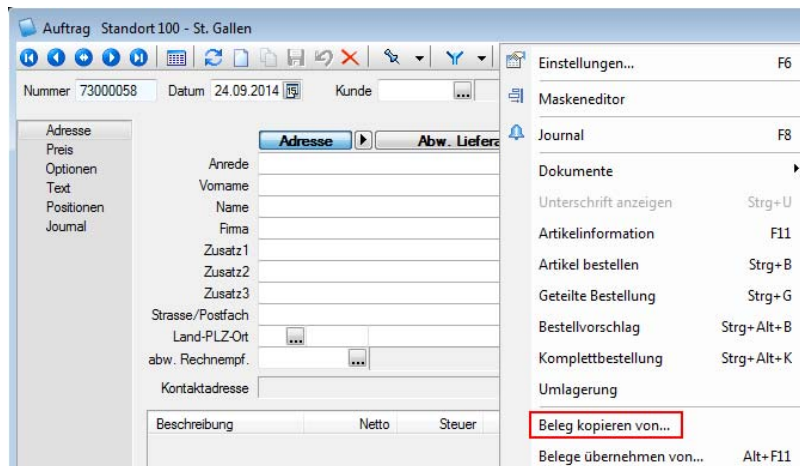 Auftrag Standort 100 - St. Gallen
Nummer 73000058 Datum 24.09.2014 15 Kunde ...
Adresse
Preis
Optionen
Text
Positionen
Journal
Adresse Abw. Liefera
Anrede
Vorname
Name
Firma
Zusatz1
Zusatz2
Zusatz3
Strasse/Postfach
Land-PLZ-Ort ...
abw. Rechnempf. ...
Kontaktadresse
Beschreibung Netto Steuer
Einstellungen... F6
Maskeneditor
Journal F8
Dokumente
Unterschrift anzeigen Strg+U
Artikelinformation F11
Artikel bestellen Strg+B
Geteilte Bestellung Strg+G
Bestellvorschlag Strg+Alt+B
Komplettbestellung Strg+Alt+K
Umlagerung
Beleg kopieren von...
Belege übernehmen von... Alt+F11